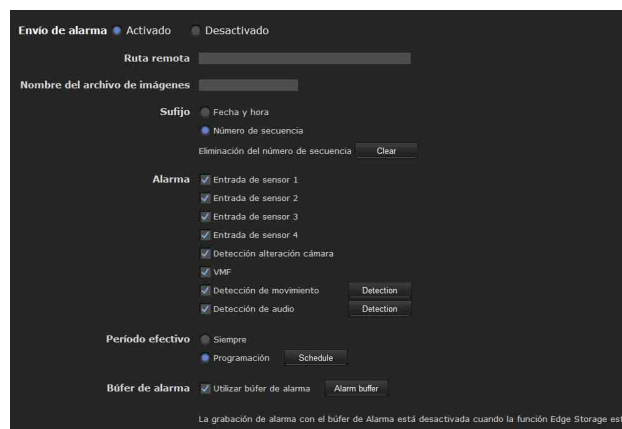 Envío de alarma Activado Desactivado
Ruta remota
Nombre del archivo de imágenes
Sufijo Fecha y hora
Número de secuencia
Eliminación del número de secuencia Clear
Alarma Entrada de sensor 1
Entrada de sensor 2
Entrada de sensor 3
Entrada de sensor 4
Detección alteración cámara
VMF
Detección de movimiento Detection
Detección de audio Detection
Período efectivo Siempre
Programación Schedule
Búfer de alarma Utilizar búfer de alarma Alarm buffer
La grabación de alarma con el búfer de Alarma está desactivada cuando la función Edge Storage est